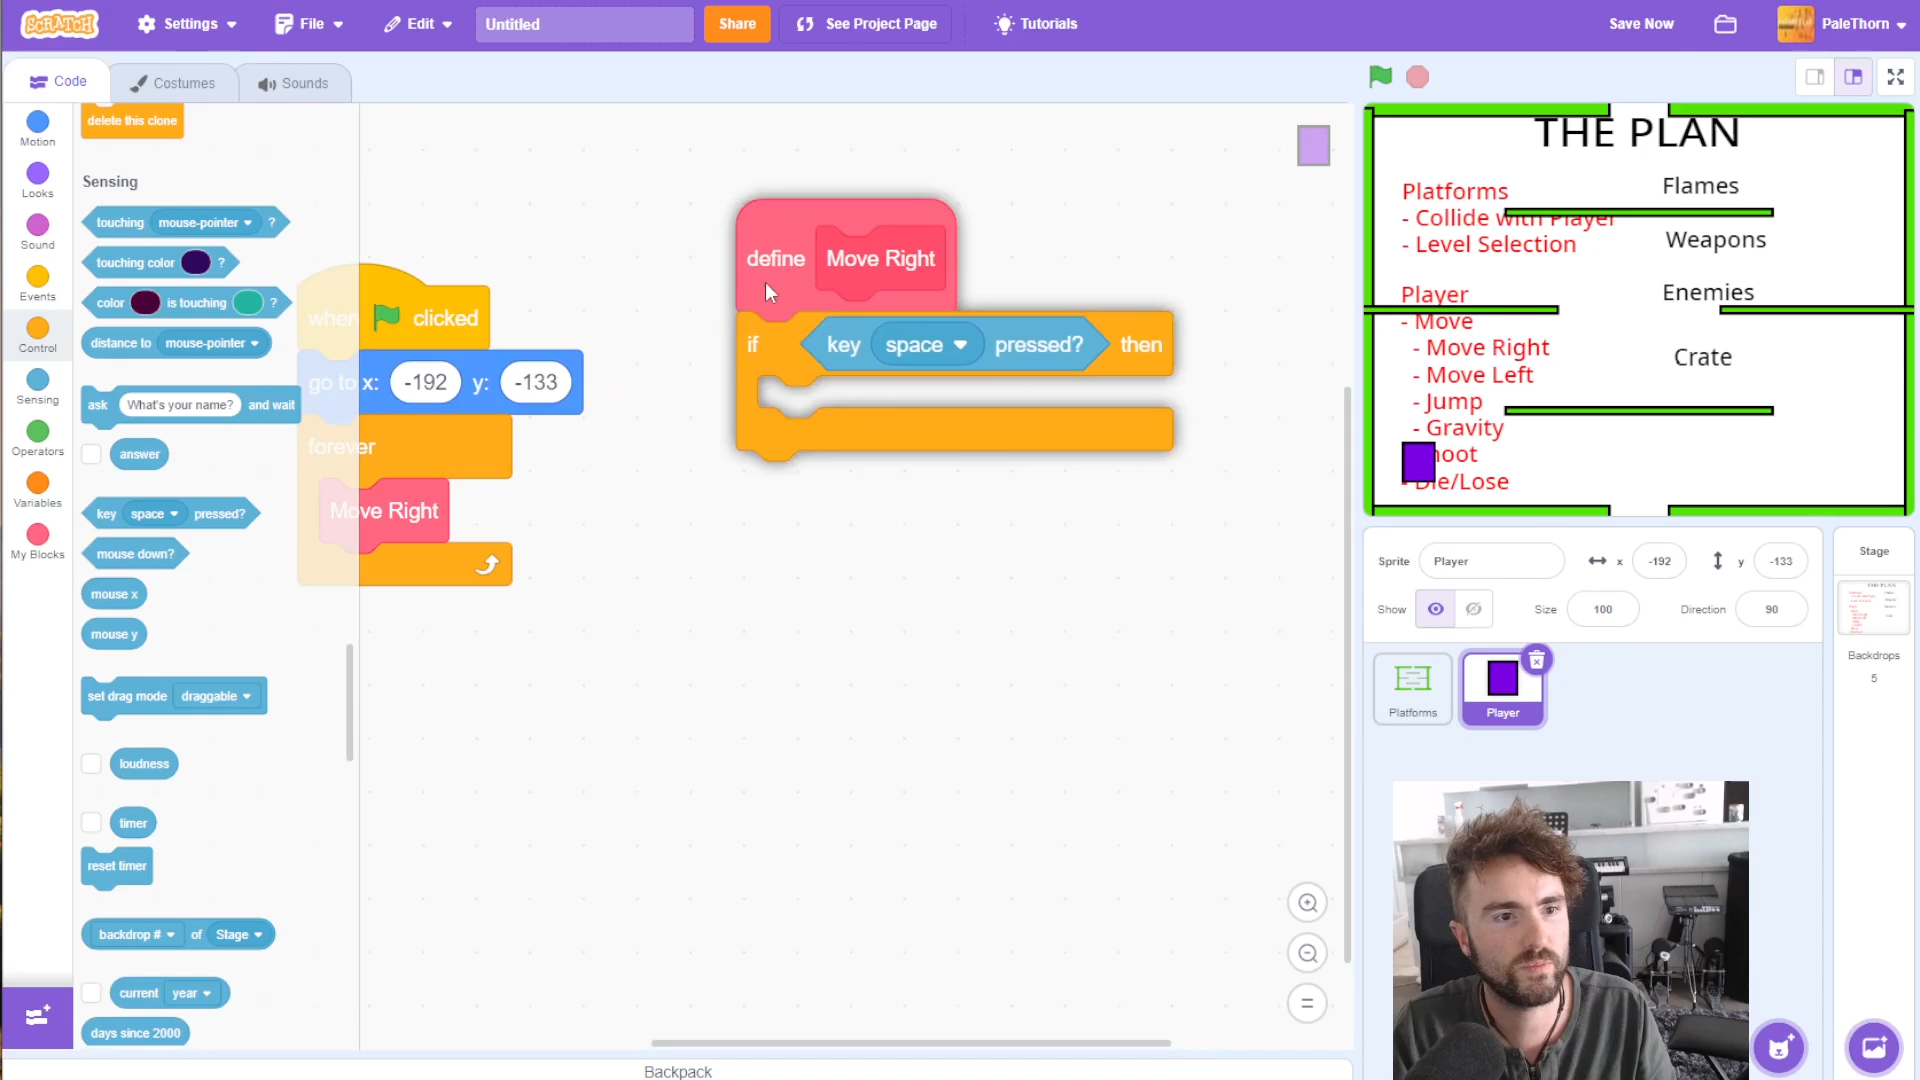 SCRATCH
Settings
File
Edit
Untitled
Share
See Project Page
Tutorials
Save Now
PaleThorn
Code
Costumes
Sounds
Motion
Looks
Sound
Events
Control
Sensing
Operators
Variables
My Blocks
delete this clone
Sensing
touching mouse-pointer ?
touching color ?
color is touching ?
distance to mouse-pointer
ask What's your name? and wait
answer
key space pressed?
mouse down?
mouse x
mouse y
set drag mode draggable
loudness
timer
reset timer
backdrop # of Stage
current year
days since 2000
when clicked
go to x: -192 y: -133
forever
Move Right
define Move Right
if key space pressed? then
=
THE PLAN
Platforms
- Collide with Player
- Level Selection
Player
- Move
- Move Right
- Move Left
- Jump
- Gravity
- Die/Lose
Flames
Weapons
Enemies
Crate
Sprite Player x -192 y -133
Show Size 100 Direction 90
Platforms
Player
Stage
Backdrops
5
Backpack